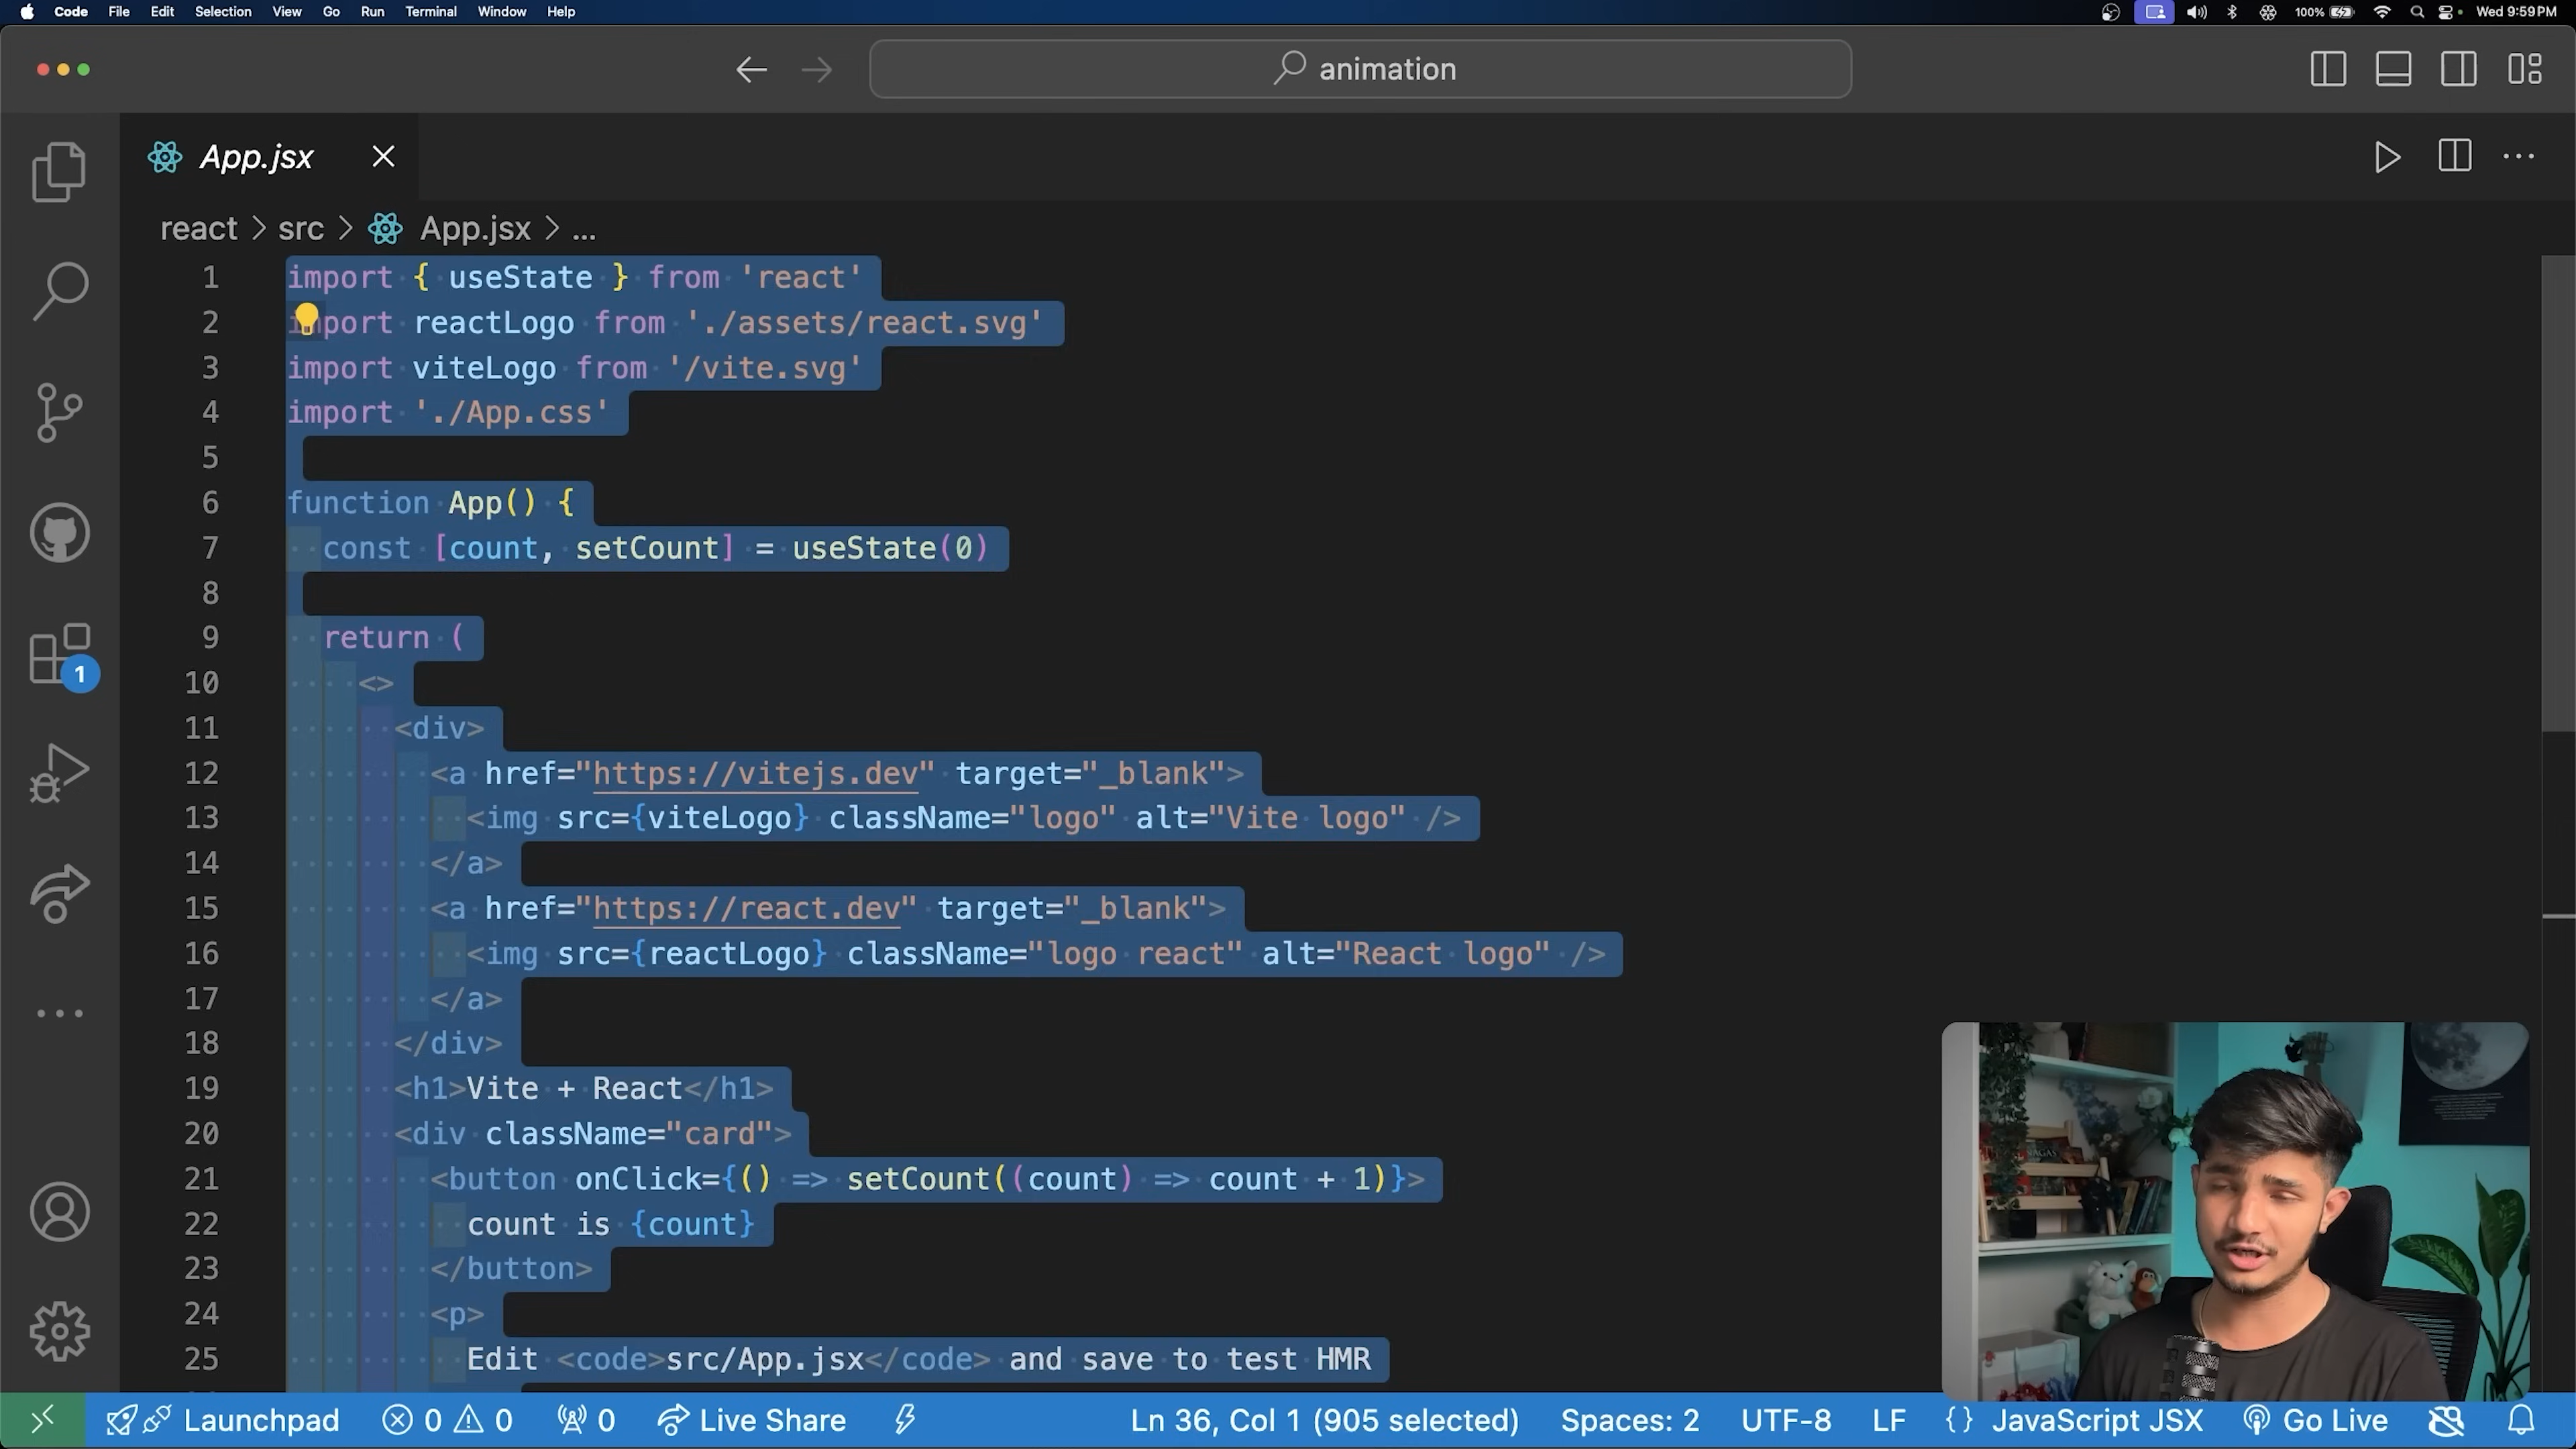 Code File Edit Selection View Go Run Terminal Window Help 100% Wed 9:59 PM
animation
App.jsx
react > src > App.jsx > ...
1 import { useState } from 'react'
2 import reactLogo from './assets/react.svg'
3 import viteLogo from '/vite.svg'
4 import './App.css'
5
6 function App() {
7 const [count, setCount] = useState(0)
8
9 return (
10 <>
11 <div>
12 <a href="https://vitejs.dev" target="_blank">
13 <img src={viteLogo} className="logo" alt="Vite logo" />
14 </a>
15 <a href="https://react.dev" target="_blank">
16 <img src={reactLogo} className="logo react" alt="React logo" />
17 </a>
18 </div>
19 <h1>Vite + React</h1>
20 <div className="card">
21 <button onClick={() => setCount((count) => count + 1)}>
22 count is {count}
23 </button>
24 <p>
25 Edit <code>src/App.jsx</code> and save to test HMR
1
Launchpad 0 0 0 Live Share Ln 36, Col 1 (905 selected) Spaces: 2 UTF-8 LF {} JavaScript JSX Go Live